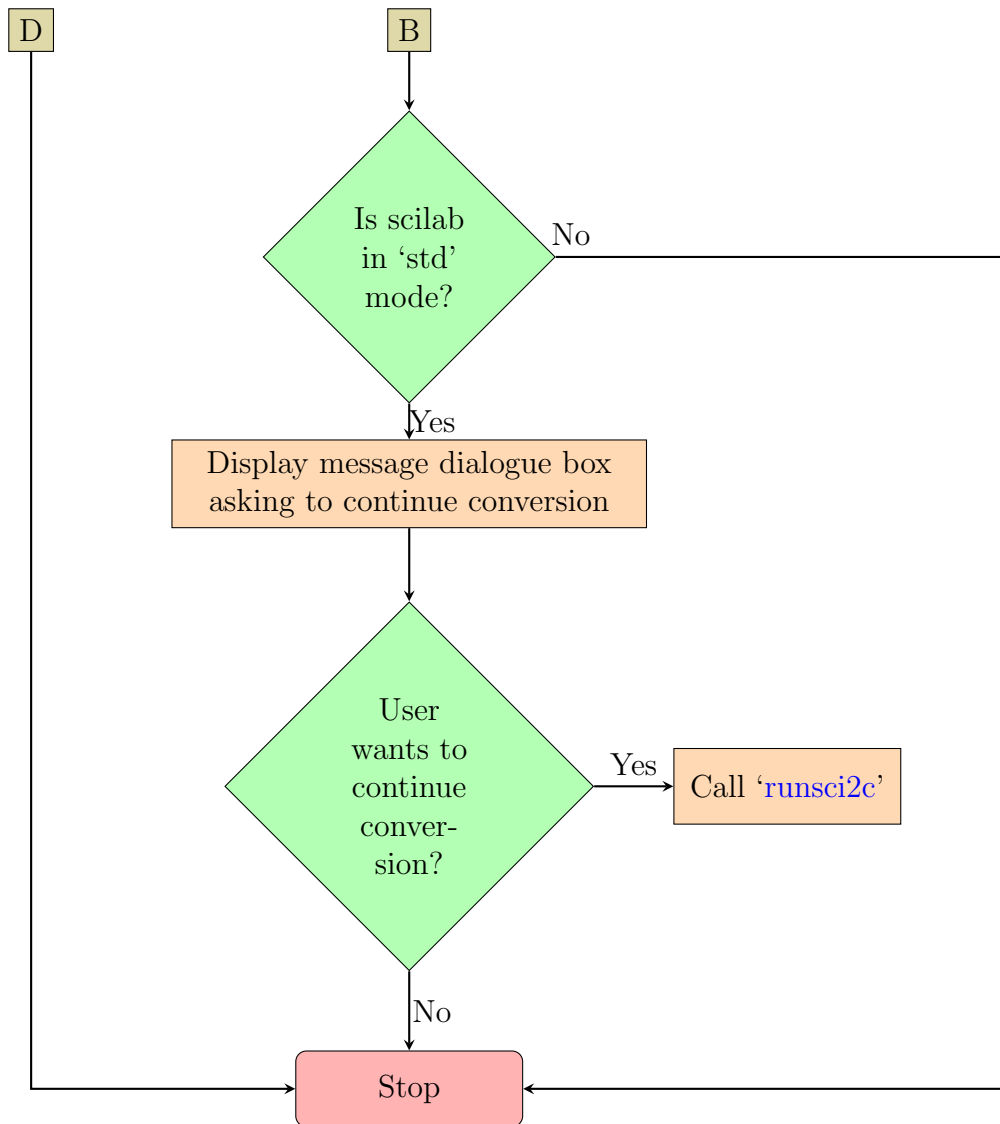 D
B
Is scilab
in ‘std’
mode?
No
Yes
Display message dialogue box
asking to continue conversion
User
wants to
continue
conver-
sion?
Yes
Call ‘runsci2c’
No
Stop